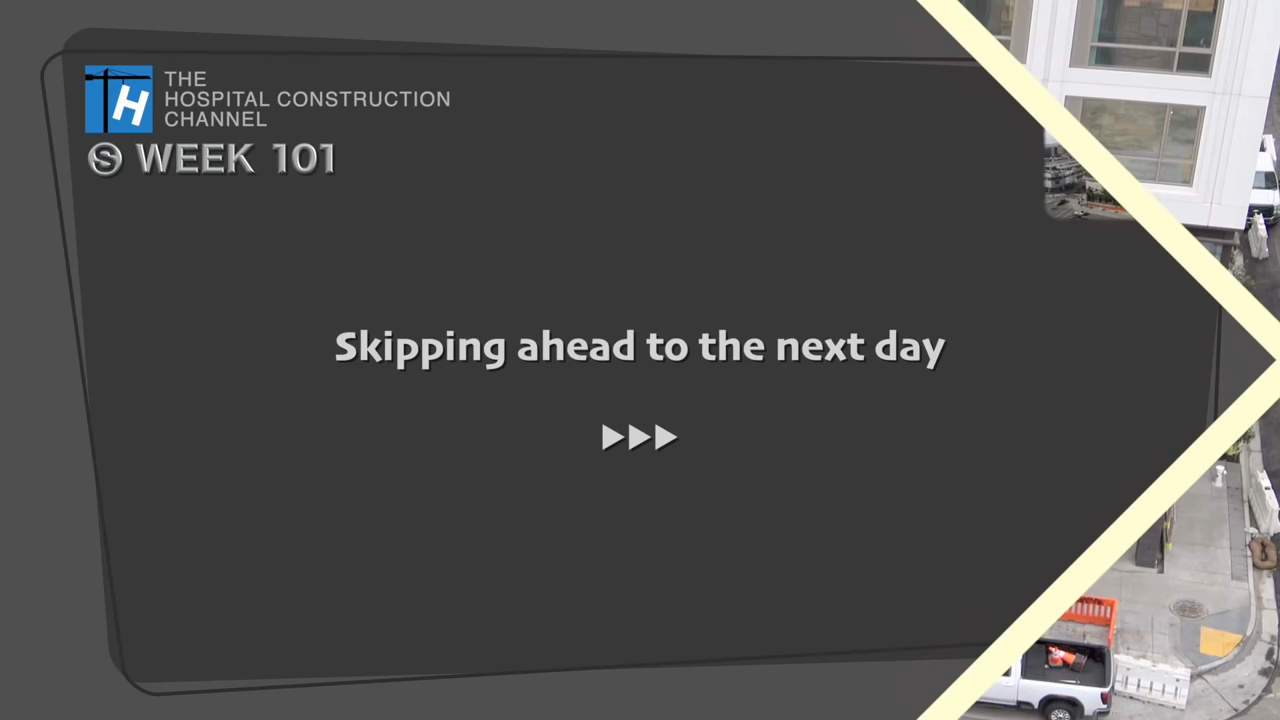 THE
HOSPITAL CONSTRUCTION
CHANNEL
S WEEK 101
Skipping ahead to the next day